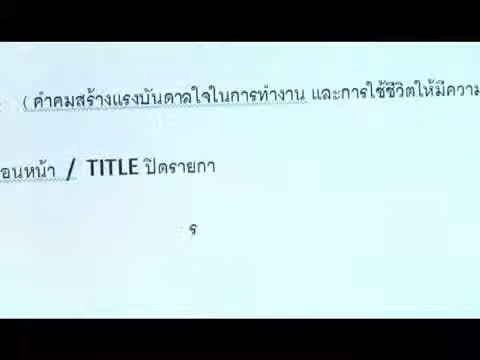 ( คำคมสร้างแรงบันดาลใจในการทำงาน และการใช้ชีวิตให้มีความ
อนหน้า / TITLE ปิดรายกา
ร